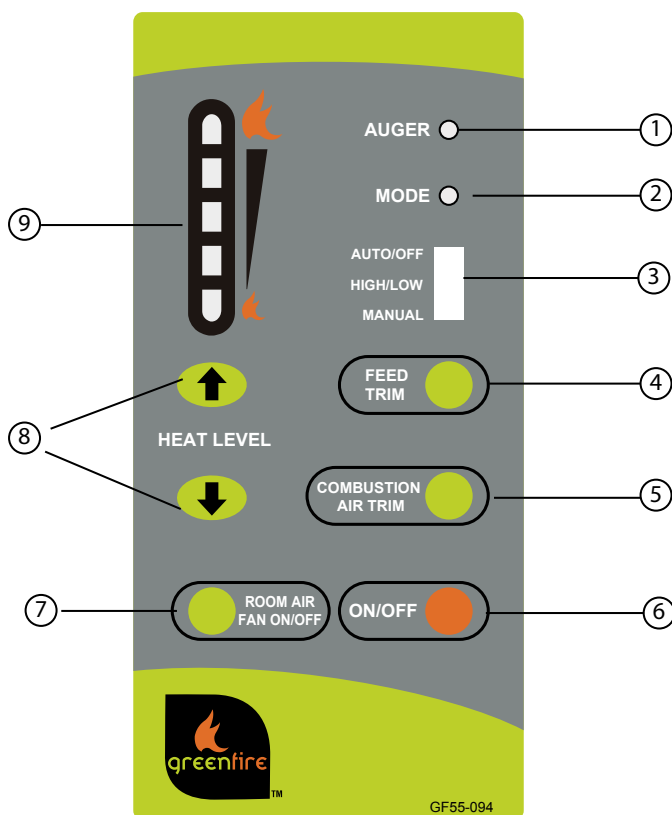 AUGER
1
MODE
2
9
AUTO/OFF
HIGH/LOW
MANUAL
3
FEED
TRIM
4
8
HEAT LEVEL
COMBUSTION
AIR TRIM
5
7
ROOM AIR
FAN ON/OFF
ON/OFF
6
greenfire
TM
GF55-094